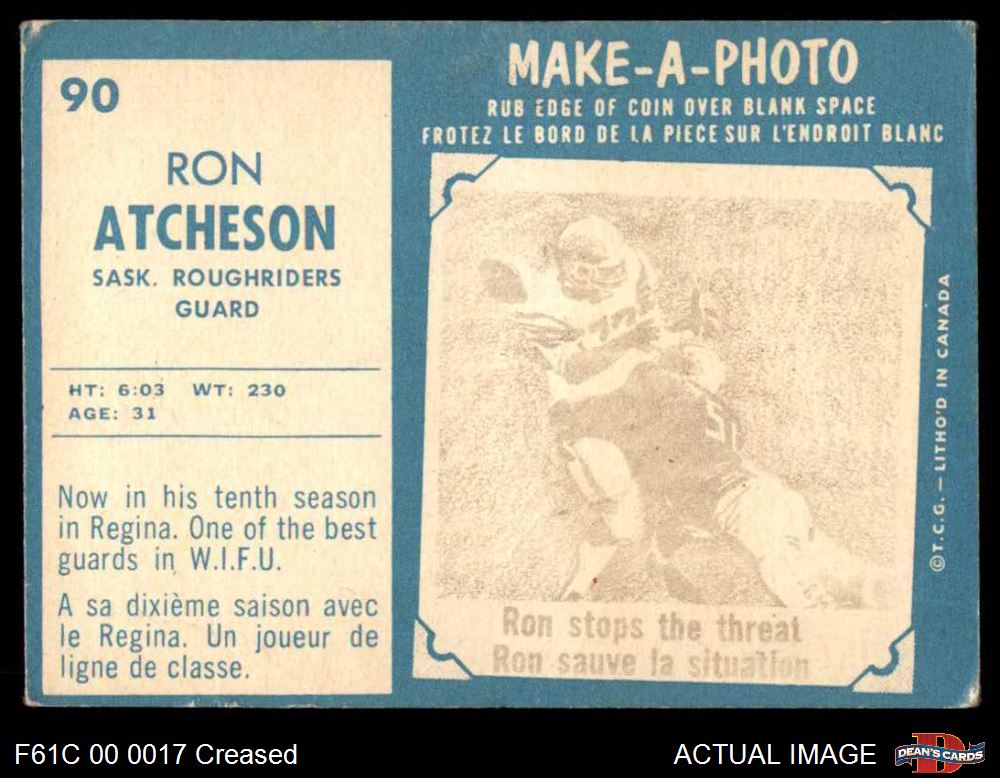 90
RON
ATCHESON
SASK. ROUGHRIDERS
GUARD
HT: 6:03 WT: 230
AGE: 31
Now in his tenth season
in Regina. One of the best
guards in W.I.F.U.
A sa dixième saison avec
le Regina. Un joueur de
ligne de classe.
MAKE-A-PHOTO
RUB EDGE OF COIN OVER BLANK SPACE
FROTEZ LE BORD DE LA PIECE SUR L'ENDROIT BLANC
Ron stops the threat
Ron sauve la situation
©T.C.G. – LITHO'D IN CANADA
F61C 00 0017 Creased
ACTUAL IMAGE
DEAN'S CARDS